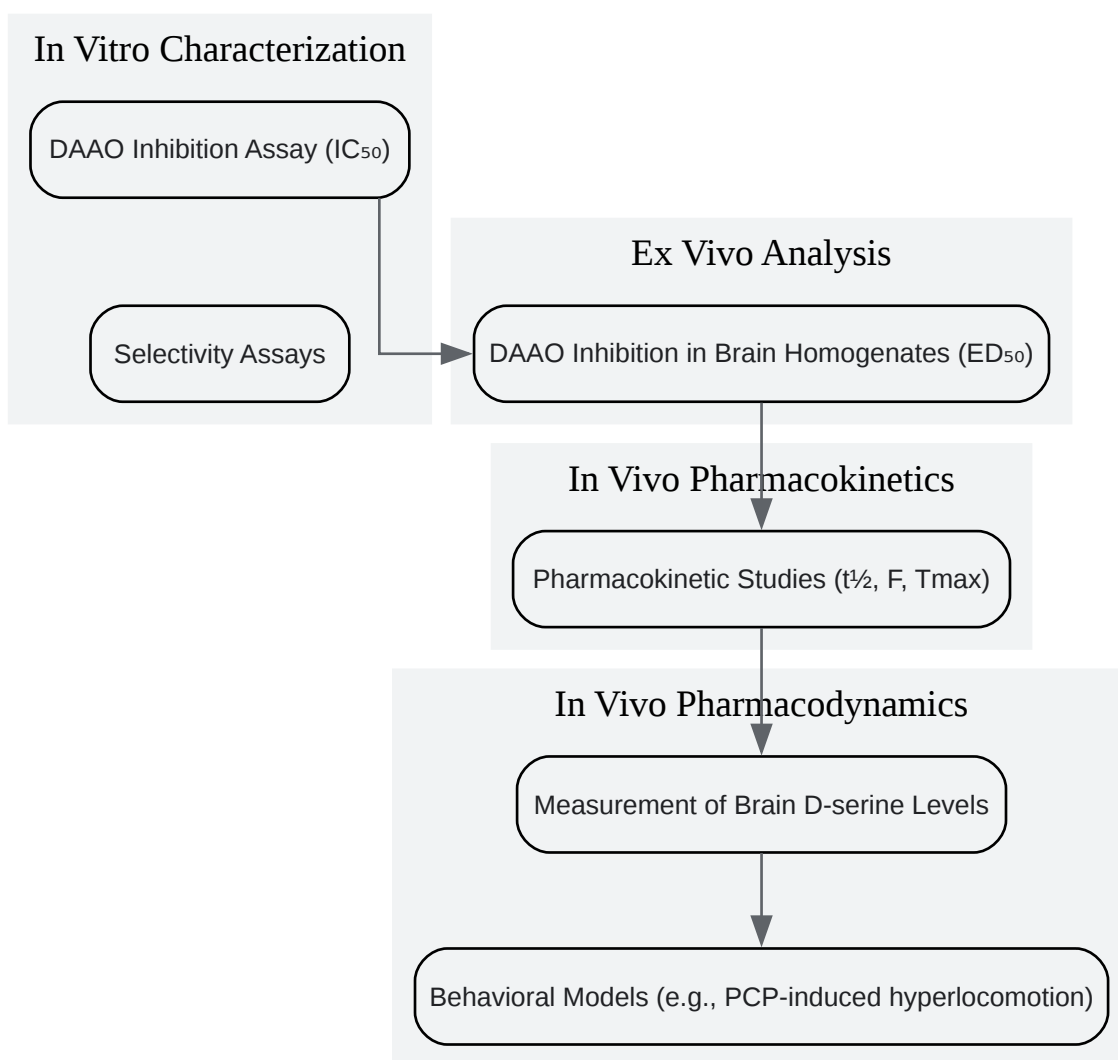 In Vitro Characterization
DAAO Inhibition Assay (IC₅₀)
Selectivity Assays
Ex Vivo Analysis
DAAO Inhibition in Brain Homogenates (ED₅₀)
In Vivo Pharmacokinetics
Pharmacokinetic Studies (t½, F, Tmax)
In Vivo Pharmacodynamics
Measurement of Brain D-serine Levels
Behavioral Models (e.g., PCP-induced hyperlocomotion)